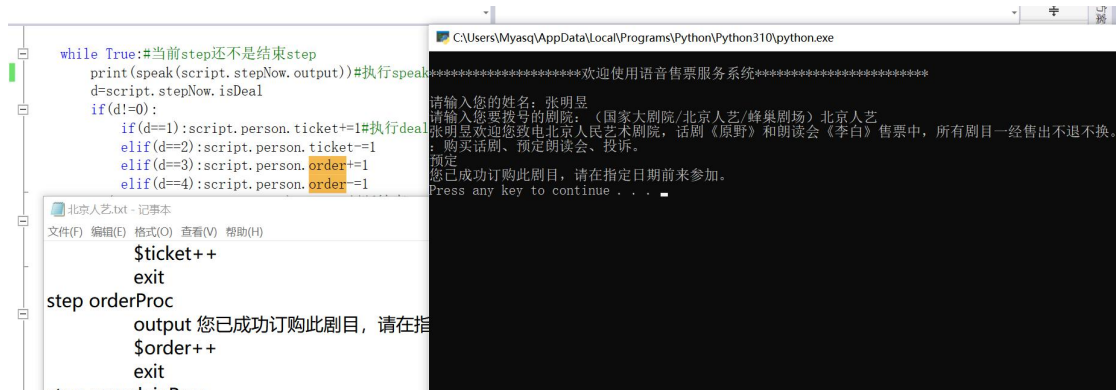 while True:#当前step还不是结束step
print(speak(script.stepNow.output))#执行speak
d=script.stepNow.isDeal
if(d!=0):
if(d==1):script.person.ticket+=1#执行deal
elif(d==2):script.person.ticket-=1
elif(d==3):script.person.order+=1
elif(d==4):script.person.order-=1
北京人艺.txt - 记事本
文件(F) 编辑(E) 格式(O) 查看(V) 帮助(H)
$ticket++
exit
step orderProc
output 您已成功订购此剧目，请在指
$order++
exit
C:\Users\Myasq\AppData\Local\Programs\Python\Python310\python.exe
*********************欢迎使用语音售票服务系统************************
请输入您的姓名：张明昱
请输入您要拨号的剧院：（国家大剧院/北京人艺/蜂巢剧场）北京人艺
张明昱欢迎您致电北京人民艺术剧院，话剧《原野》和朗读会《李白》售票中，所有剧目一经售出不退不换。
：购买话剧、预定朗读会、投诉。
预定
您已成功订购此剧目，请在指定日期前来参加。
Press any key to continue . . .